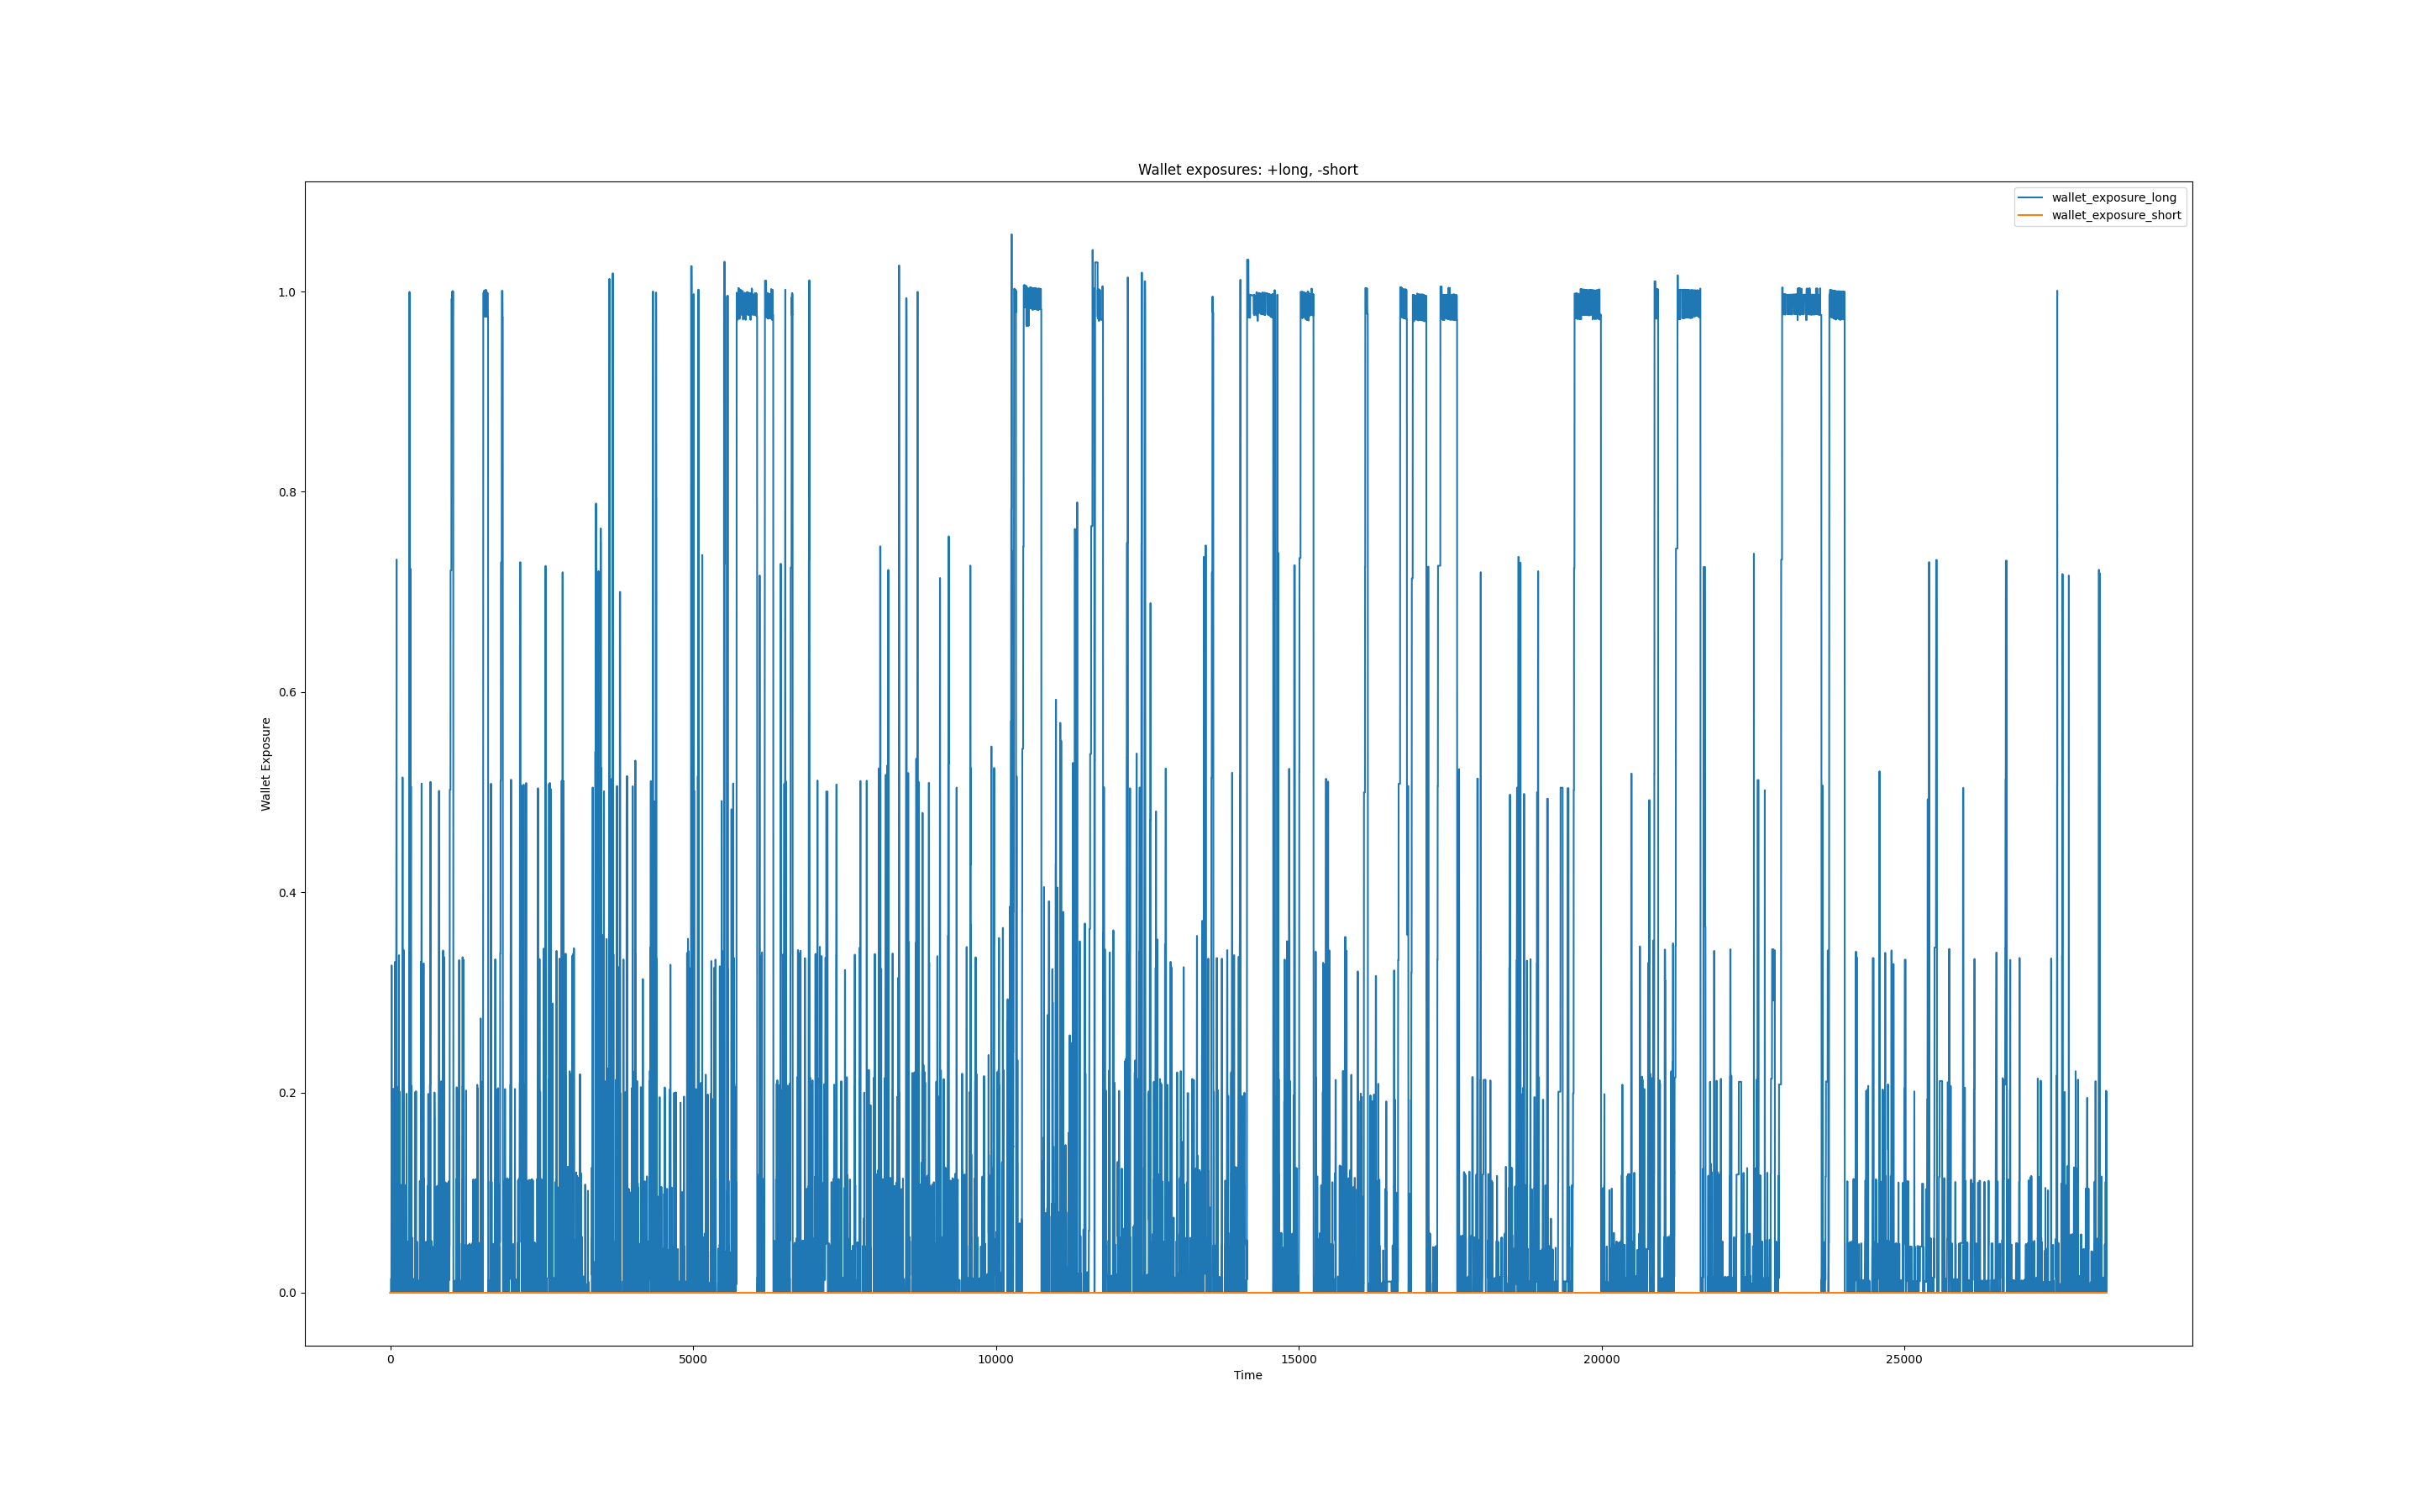 Wallet exposures: +long, -short
wallet_exposure_long
wallet_exposure_short
1.0
0.8
0.6
0.4
0.2
0.0
Wallet Exposure
0 5000 10000 15000 20000 25000
Time